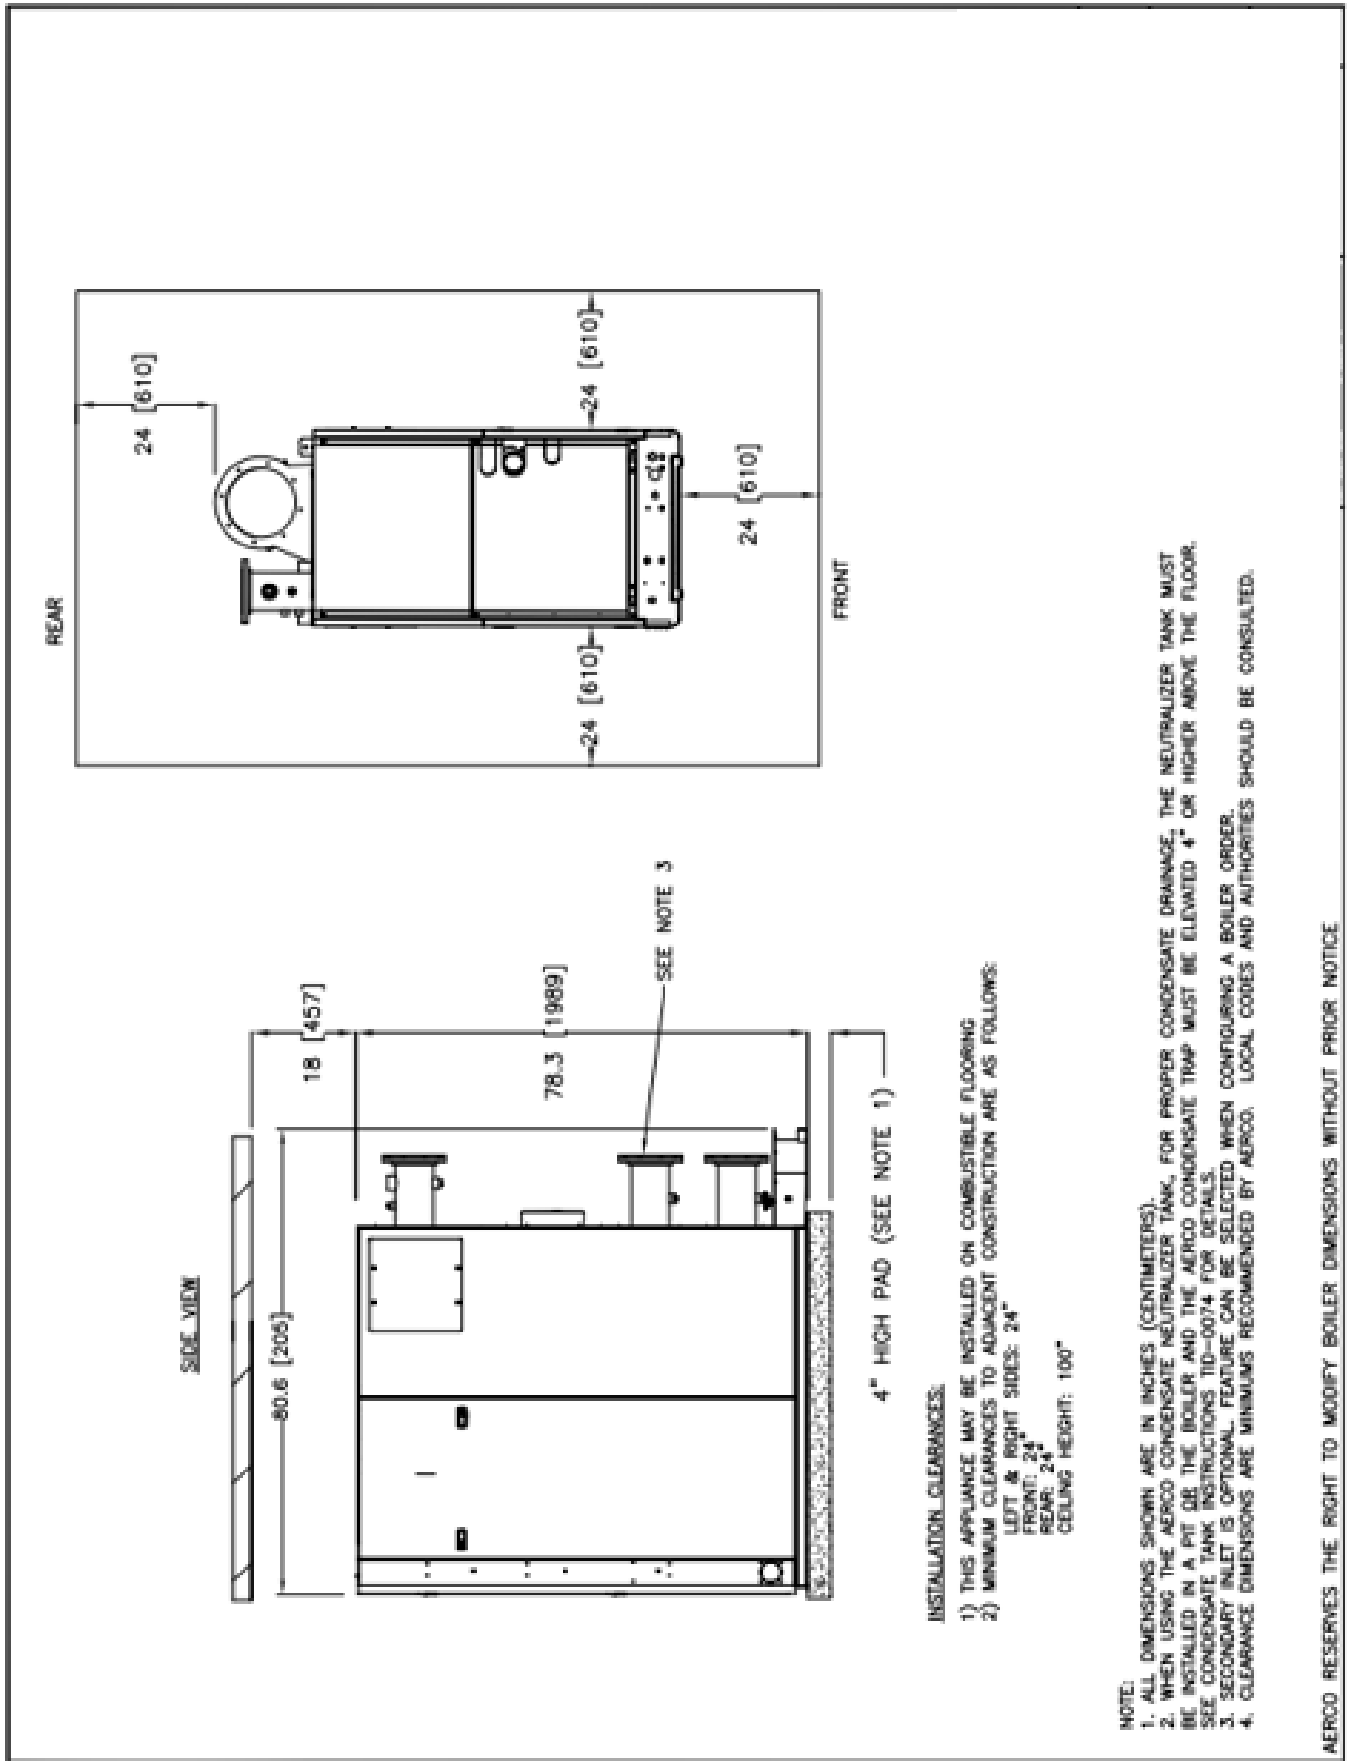 SIDE VIEW
80.6 [205]
18 [457]
78.3 [1989]
SEE NOTE 3
4" HIGH PAD (SEE NOTE 1)
REAR
24 [610]
24 [610]
24 [610]
24 [610]
FRONT
INSTALLATION CLEARANCES:
1) THIS APPLIANCE MAY BE INSTALLED ON COMBUSTIBLE FLOORING
2) MINIMUM CLEARANCES TO ADJACENT CONSTRUCTION ARE AS FOLLOWS:
LEFT & RIGHT SIDES: 24"
FRONT: 24"
REAR: 24"
CEILING HEIGHT: 100"
NOTE:
1. ALL DIMENSIONS SHOWN ARE IN INCHES (CENTIMETERS).
2. WHEN USING THE AERCO CONDENSATE NEUTRALIZER TANK, FOR PROPER CONDENSATE DRAINAGE, THE NEUTRALIZER TANK MUST
BE INSTALLED IN A PIT OR THE BOILER AND THE AERCO CONDENSATE TRAP MUST BE ELEVATED 4" OR HIGHER ABOVE THE FLOOR.
SEE CONDENSATE TANK INSTRUCTIONS TID-0074 FOR DETAILS.
3. SECONDARY INLET IS OPTIONAL. FEATURE CAN BE SELECTED WHEN CONFIGURING A BOILER ORDER.
4. CLEARANCE DIMENSIONS ARE MINIMUMS RECOMMENDED BY AERCO. LOCAL CODES AND AUTHORITIES SHOULD BE CONSULTED.
AERCO RESERVES THE RIGHT TO MODIFY BOILER DIMENSIONS WITHOUT PRIOR NOTICE